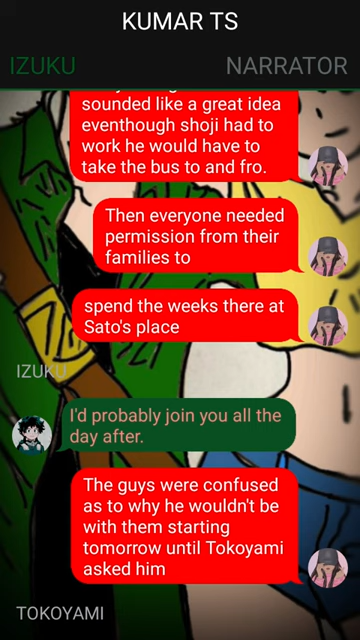 KUMAR TS
IZUKU NARRATOR
sounded like a great idea
eventhough shoji had to
work he would have to
take the bus to and fro.
Then everyone needed
permission from their
families to
spend the weeks there at
Sato's place
IZUKU
I'd probably join you all the
day after.
The guys were confused
as to why he wouldn't be
with them starting
tomorrow until Tokoyami
asked him
TOKOYAMI